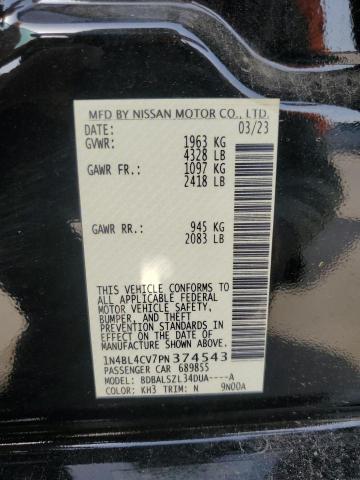 MFD BY NISSAN MOTOR CO., LTD.
DATE: 03/23
GVWR: 1963 KG
4328 LB
GAWR FR.: 1097 KG
2418 LB
GAWR RR.: 945 KG
2083 LB
THIS VEHICLE CONFORMS TO
ALL APPLICABLE FEDERAL
MOTOR VEHICLE SAFETY,
BUMPER, AND THEFT
PREVENTION STANDARDS
IN EFFECT ON THE DATE OF
MANUFACTURE SHOWN ABOVE.
1N4BL4CV7PN374543
PASSENGER CAR 689855
MODEL: BDBALSZL34DUA----A
COLOR: KH3 TRIM: N 9N00A